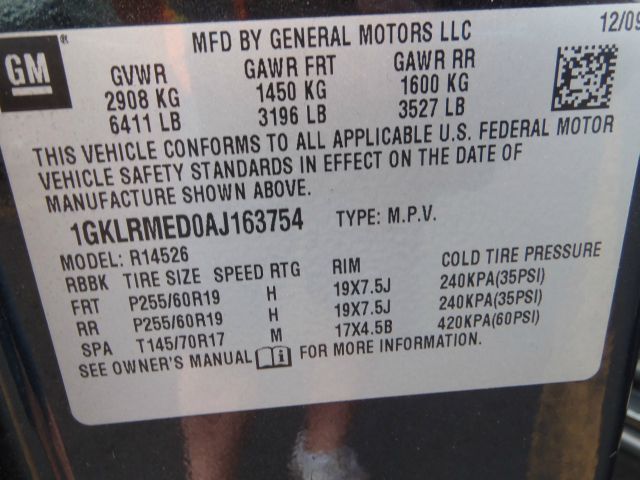 GM ®
MFD BY GENERAL MOTORS LLC 12/09
GVWR GAWR FRT GAWR RR
2908 KG 1450 KG 1600 KG
6411 LB 3196 LB 3527 LB
THIS VEHICLE CONFORMS TO ALL APPLICABLE U.S. FEDERAL MOTOR
VEHICLE SAFETY STANDARDS IN EFFECT ON THE DATE OF
MANUFACTURE SHOWN ABOVE.
1GKLRMED0AJ163754 TYPE: M.P.V.
MODEL: R14526
RBBK TIRE SIZE SPEED RTG RIM COLD TIRE PRESSURE
FRT P255/60R19 H 19X7.5J 240KPA(35PSI)
RR P255/60R19 H 19X7.5J 240KPA(35PSI)
SPA T145/70R17 M 17X4.5B 420KPA(60PSI)
SEE OWNER'S MANUAL i FOR MORE INFORMATION.